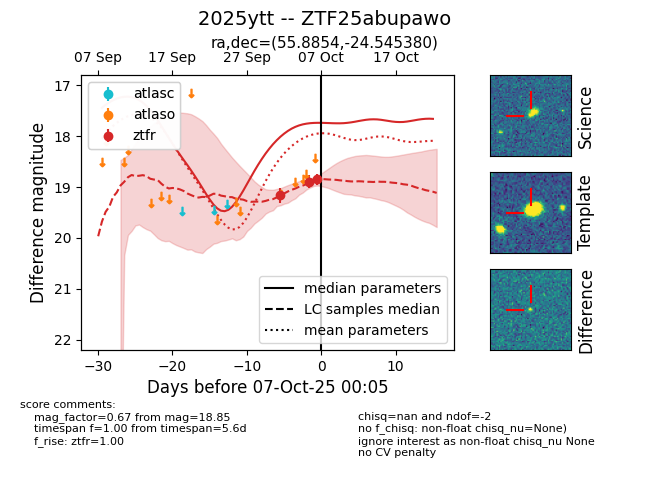 2025ytt -- ZTF25abupawo
ra,dec=(55.8854,-24.545380)
07 Sep
17 Sep
27 Sep
07 Oct
17 Oct
17
18
19
20
21
22
Difference magnitude
atlasc
atlaso
ztfr
median parameters
LC samples median
mean parameters
−30
−20
−10
0
10
Days before 07-Oct-25 00:05
Science
Template
Difference
score comments:
mag_factor=0.67 from mag=18.85
timespan f=1.00 from timespan=5.6d
f_rise: ztfr=1.00
chisq=nan and ndof=-2
no f_chisq: non-float chisq_nu=None)
ignore interest as non-float chisq_nu None
no CV penalty